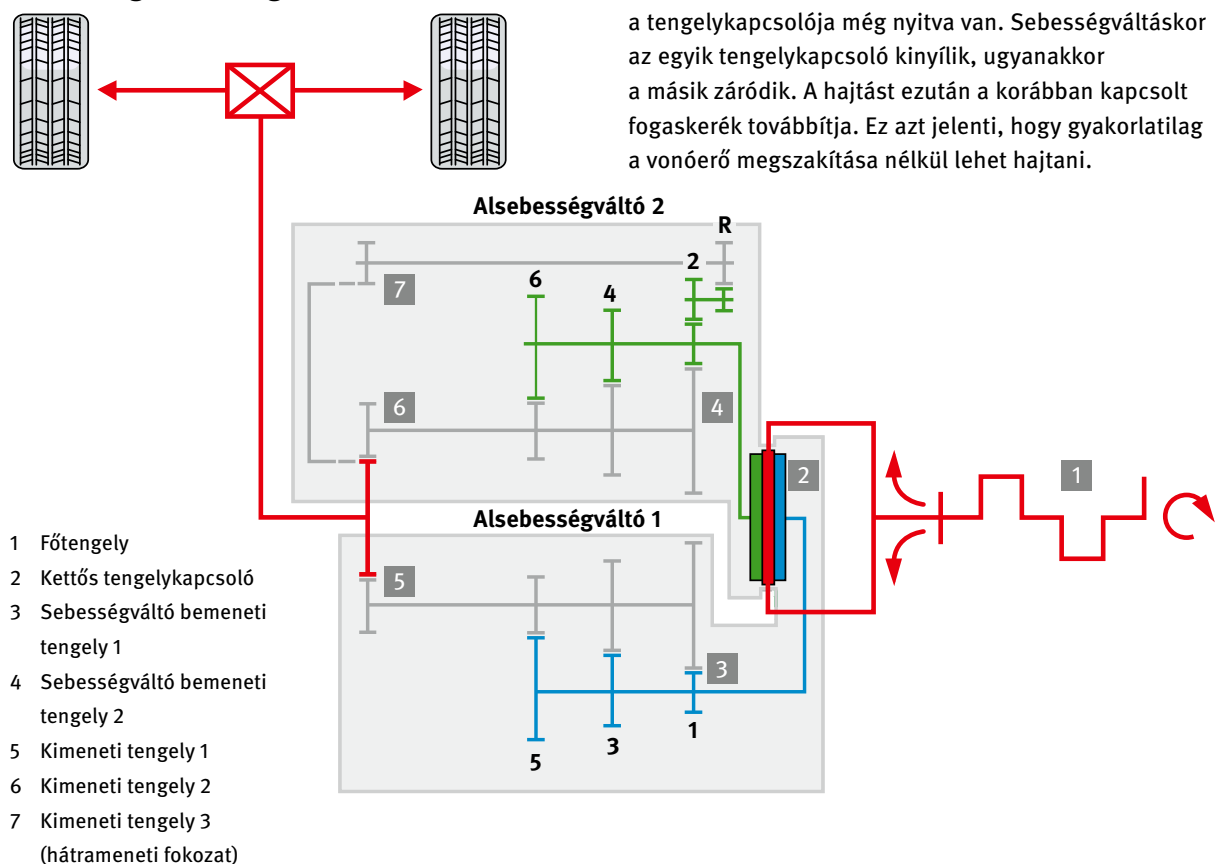 a tengelykapcsolója még nyitva van. Sebességváltáskor
az egyik tengelykapcsoló kinyílik, ugyanakkor
a másik záródik. A hajtást ezután a korábban kapcsolt
fogaskerék továbbítja. Ez azt jelenti, hogy gyakorlatilag
a vonóerő megszakítása nélkül lehet hajtani.
Alsebességváltó 2
R
2
6
4
7
6
4
2
1
Alsebességváltó 1
5
3
1
3
5
1 Főtengely
2 Kettős tengelykapcsoló
3 Sebességváltó bemeneti
tengely 1
4 Sebességváltó bemeneti
tengely 2
5 Kimeneti tengely 1
6 Kimeneti tengely 2
7 Kimeneti tengely 3
(hátrameneti fokozat)